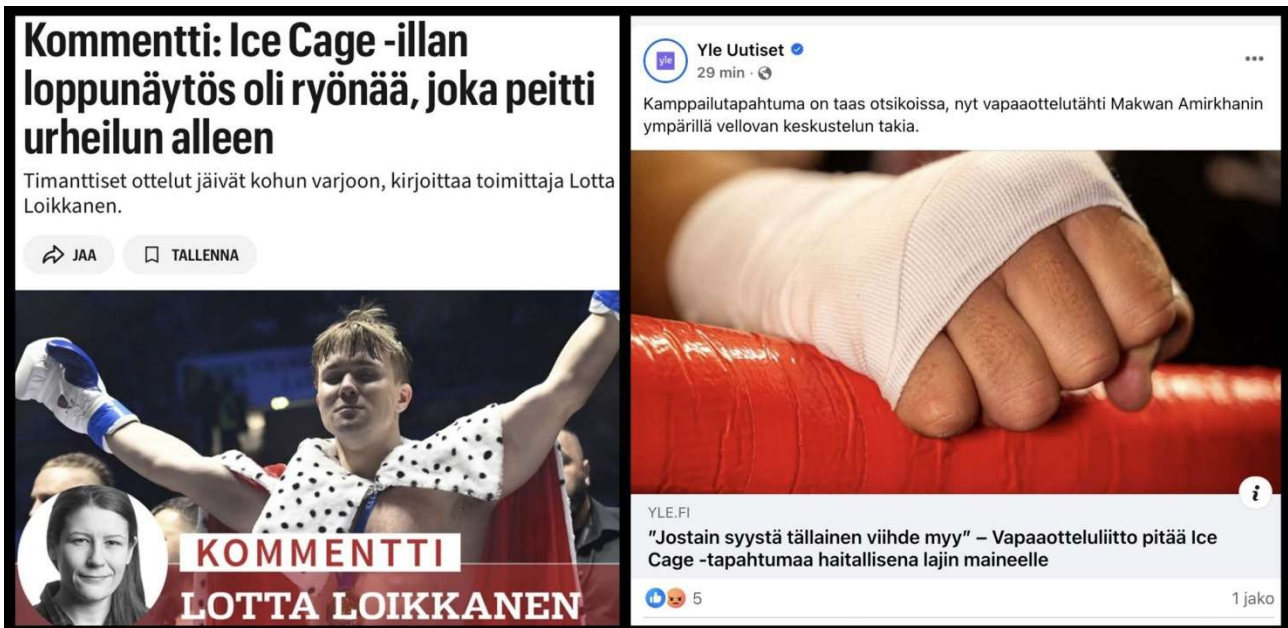 Kommentti: Ice Cage -illan
loppunäytös oli ryönää, joka peitti
urheilun alleen
Timanttiset ottelut jäivät kohun varjoon, kirjoittaa toimittaja Lotta
Loikkanen.
JAA
TALLENNA
KOMMENTTI
LOTTA LOIKKANEN
yle
Yle Uutiset
29 min
Kamppailutapahtuma on taas otsikoissa, nyt vapaaottelutähti Makwan Amirkhanin
ympärillä vellovan keskustelun takia.
i
YLE.FI
"Jostain syystä tällainen viihde myy" – Vapaaotteluliitto pitää Ice
Cage -tapahtumaa haitallisena lajin maineelle
5
1 jako